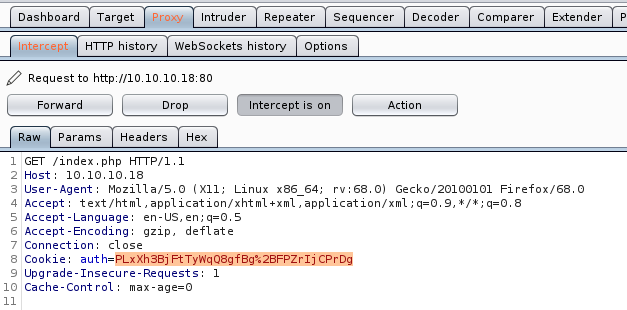 Dashboard Target Proxy Intruder Repeater Sequencer Decoder Comparer Extender P
Intercept HTTP history WebSockets history Options
Request to http://10.10.10.18:80
Forward Drop Intercept is on Action
Raw Params Headers Hex
1 GET /index.php HTTP/1.1
2 Host: 10.10.10.18
3 User-Agent: Mozilla/5.0 (X11; Linux x86_64; rv:68.0) Gecko/20100101 Firefox/68.0
4 Accept: text/html,application/xhtml+xml,application/xml;q=0.9,*/*;q=0.8
5 Accept-Language: en-US,en;q=0.5
6 Accept-Encoding: gzip, deflate
7 Connection: close
8 Cookie: auth=PLxXh3BjFtTyWqQ8gfBg%2BFPZrIjCPrDg
9 Upgrade-Insecure-Requests: 1
10 Cache-Control: max-age=0
11